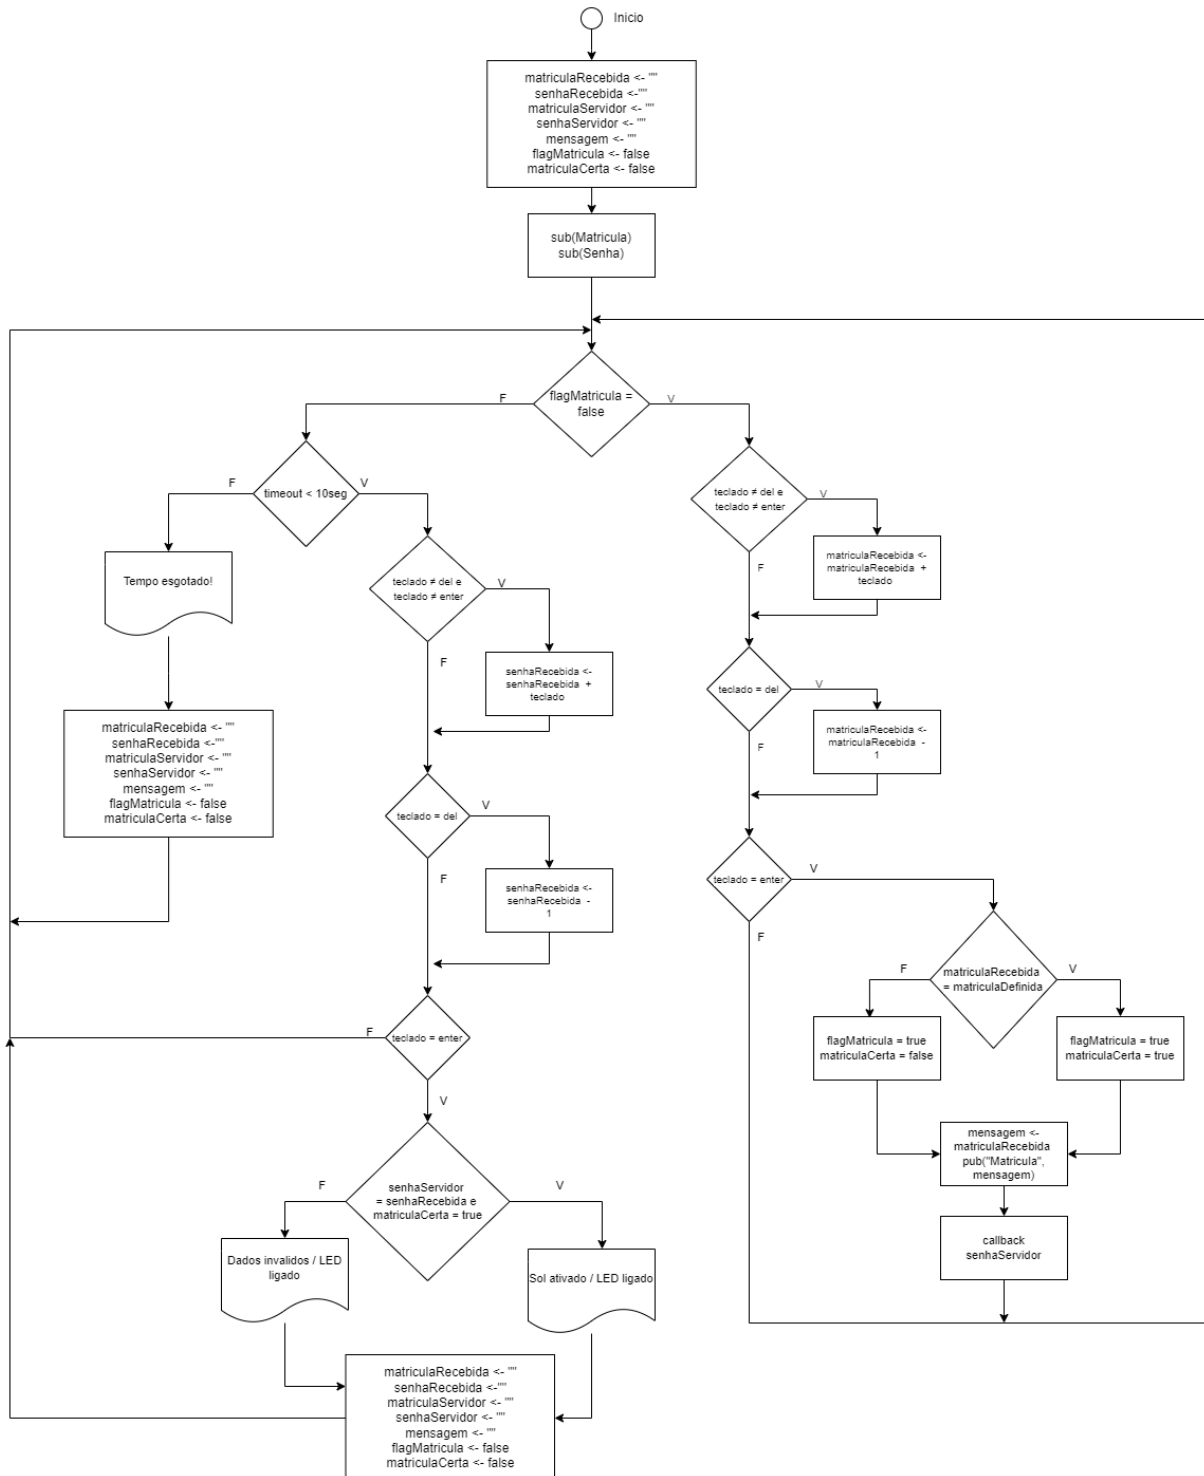 Inicio
matriculaRecebida <- ""
senhaRecebida <-""
matriculaServidor <- ""
senhaServidor <- ""
mensagem <- ""
flagMatricula <- false
matriculaCerta <- false
sub(Matricula)
sub(Senha)
flagMatricula =
false
F
V
timeout < 10seg
F
V
Tempo esgotado!
matriculaRecebida <- ""
senhaRecebida <-""
matriculaServidor <- ""
senhaServidor <- ""
mensagem <- ""
flagMatricula <- false
matriculaCerta <- false
teclado ≠ del e
teclado ≠ enter
V
F
senhaRecebida <-
senhaRecebida +
teclado
teclado = del
V
F
senhaRecebida <-
senhaRecebida -
1
teclado = enter
F
V
senhaServidor
= senhaRecebida e
matriculaCerta = true
F
V
Dados invalidos / LED
ligado
Sol ativado / LED ligado
matriculaRecebida <- ""
senhaRecebida <-""
matriculaServidor <- ""
senhaServidor <- ""
mensagem <- ""
flagMatricula <- false
matriculaCerta <- false
teclado ≠ del e
teclado ≠ enter
V
F
matriculaRecebida <-
matriculaRecebida +
teclado
teclado = del
V
F
matriculaRecebida <-
matriculaRecebida -
1
teclado = enter
V
F
matriculaRecebida
= matriculaDefinida
F
V
flagMatricula = true
matriculaCerta = false
flagMatricula = true
matriculaCerta = true
mensagem <-
matriculaRecebida
pub("Matricula",
mensagem)
callback
senhaServidor